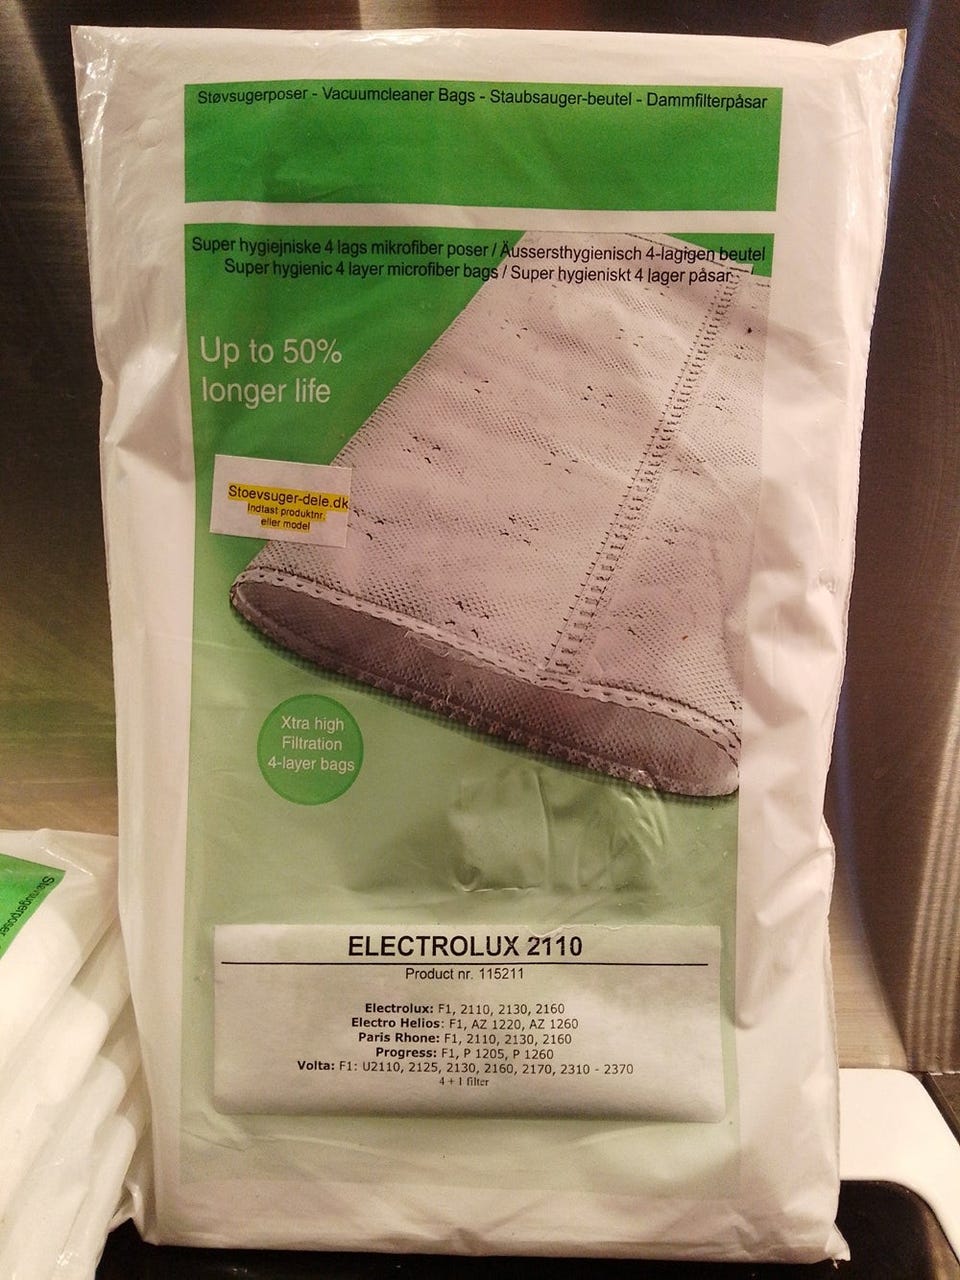 Støvsugerposer - Vacuumcleaner Bags - Staubsauger-beutel - Dammfilterpåsar
Super hygiejniske 4 lags mikrofiber poser / Äussersthygienisch 4-lagigen beutel
Super hygienic 4 layer microfiber bags / Super hygieniskt 4 lager påsar
Up to 50%
longer life
Stoevsuger-dele.dk
Indtast produktnr.
eller model
Xtra high
Filtration
4-layer bags
ELECTROLUX 2110
Product nr. 115211
Electrolux: F1, 2110, 2130, 2160
Electro Helios: F1, AZ 1220, AZ 1260
Paris Rhone: F1, 2110, 2130, 2160
Progress: F1, P 1205, P 1260
Volta: F1: U2110, 2125, 2130, 2160, 2170, 2310 - 2370
4 + 1 filter
Støvsugerposer